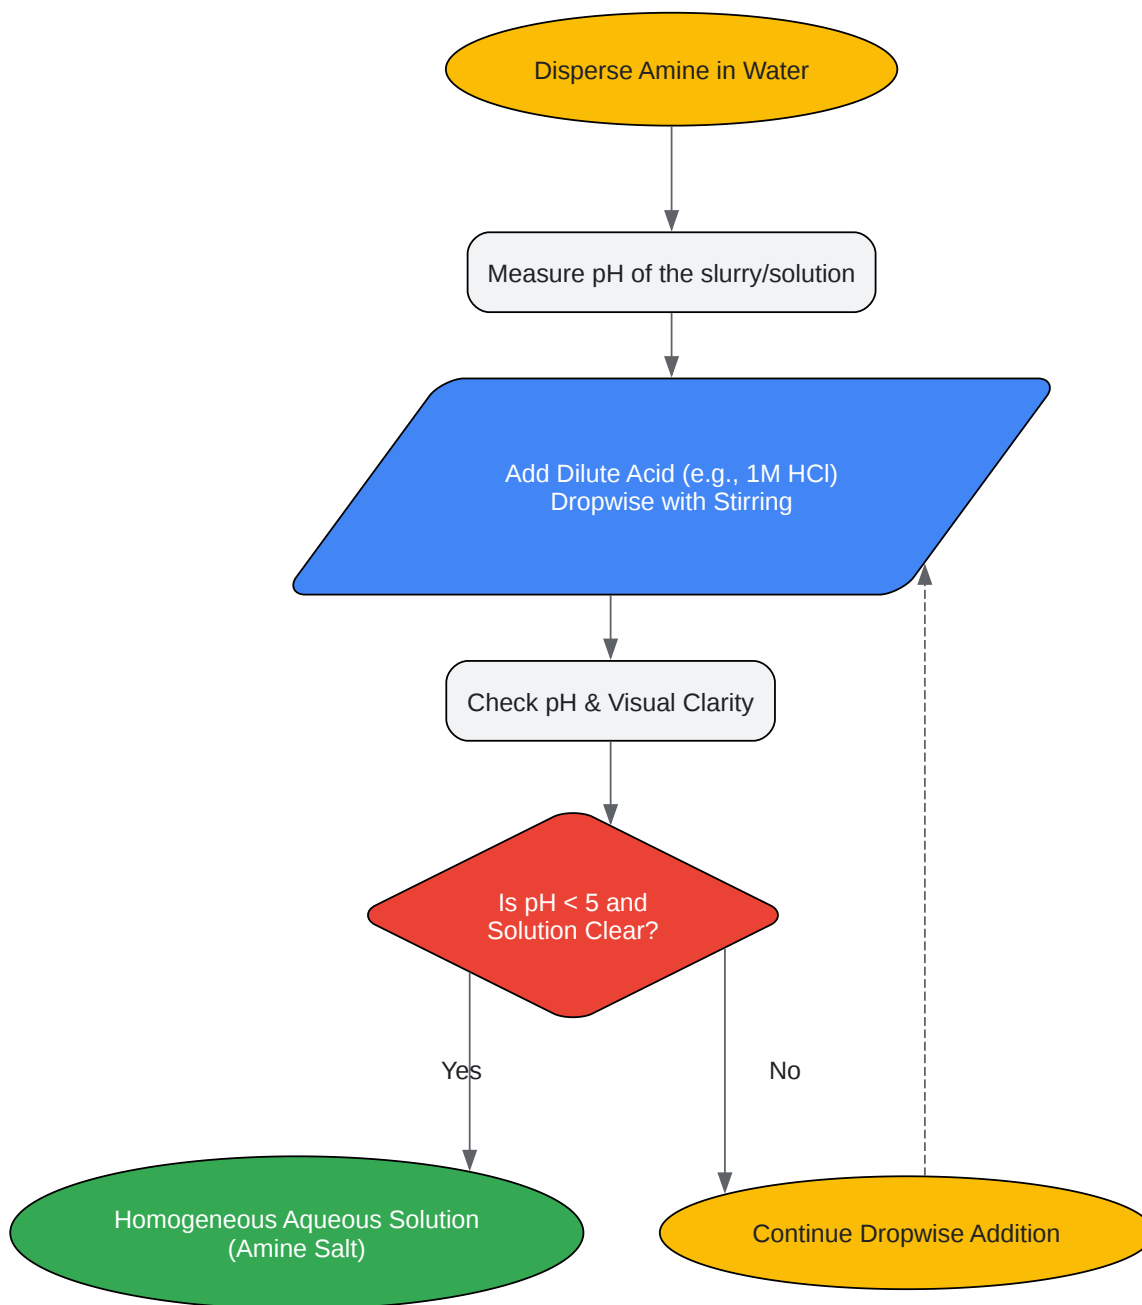 Disperse Amine in Water
Measure pH of the slurry/solution
Add Dilute Acid (e.g., 1M HCl)
Dropwise with Stirring
Check pH & Visual Clarity
Is pH < 5 and
Solution Clear?
Yes
No
Homogeneous Aqueous Solution
(Amine Salt)
Continue Dropwise Addition